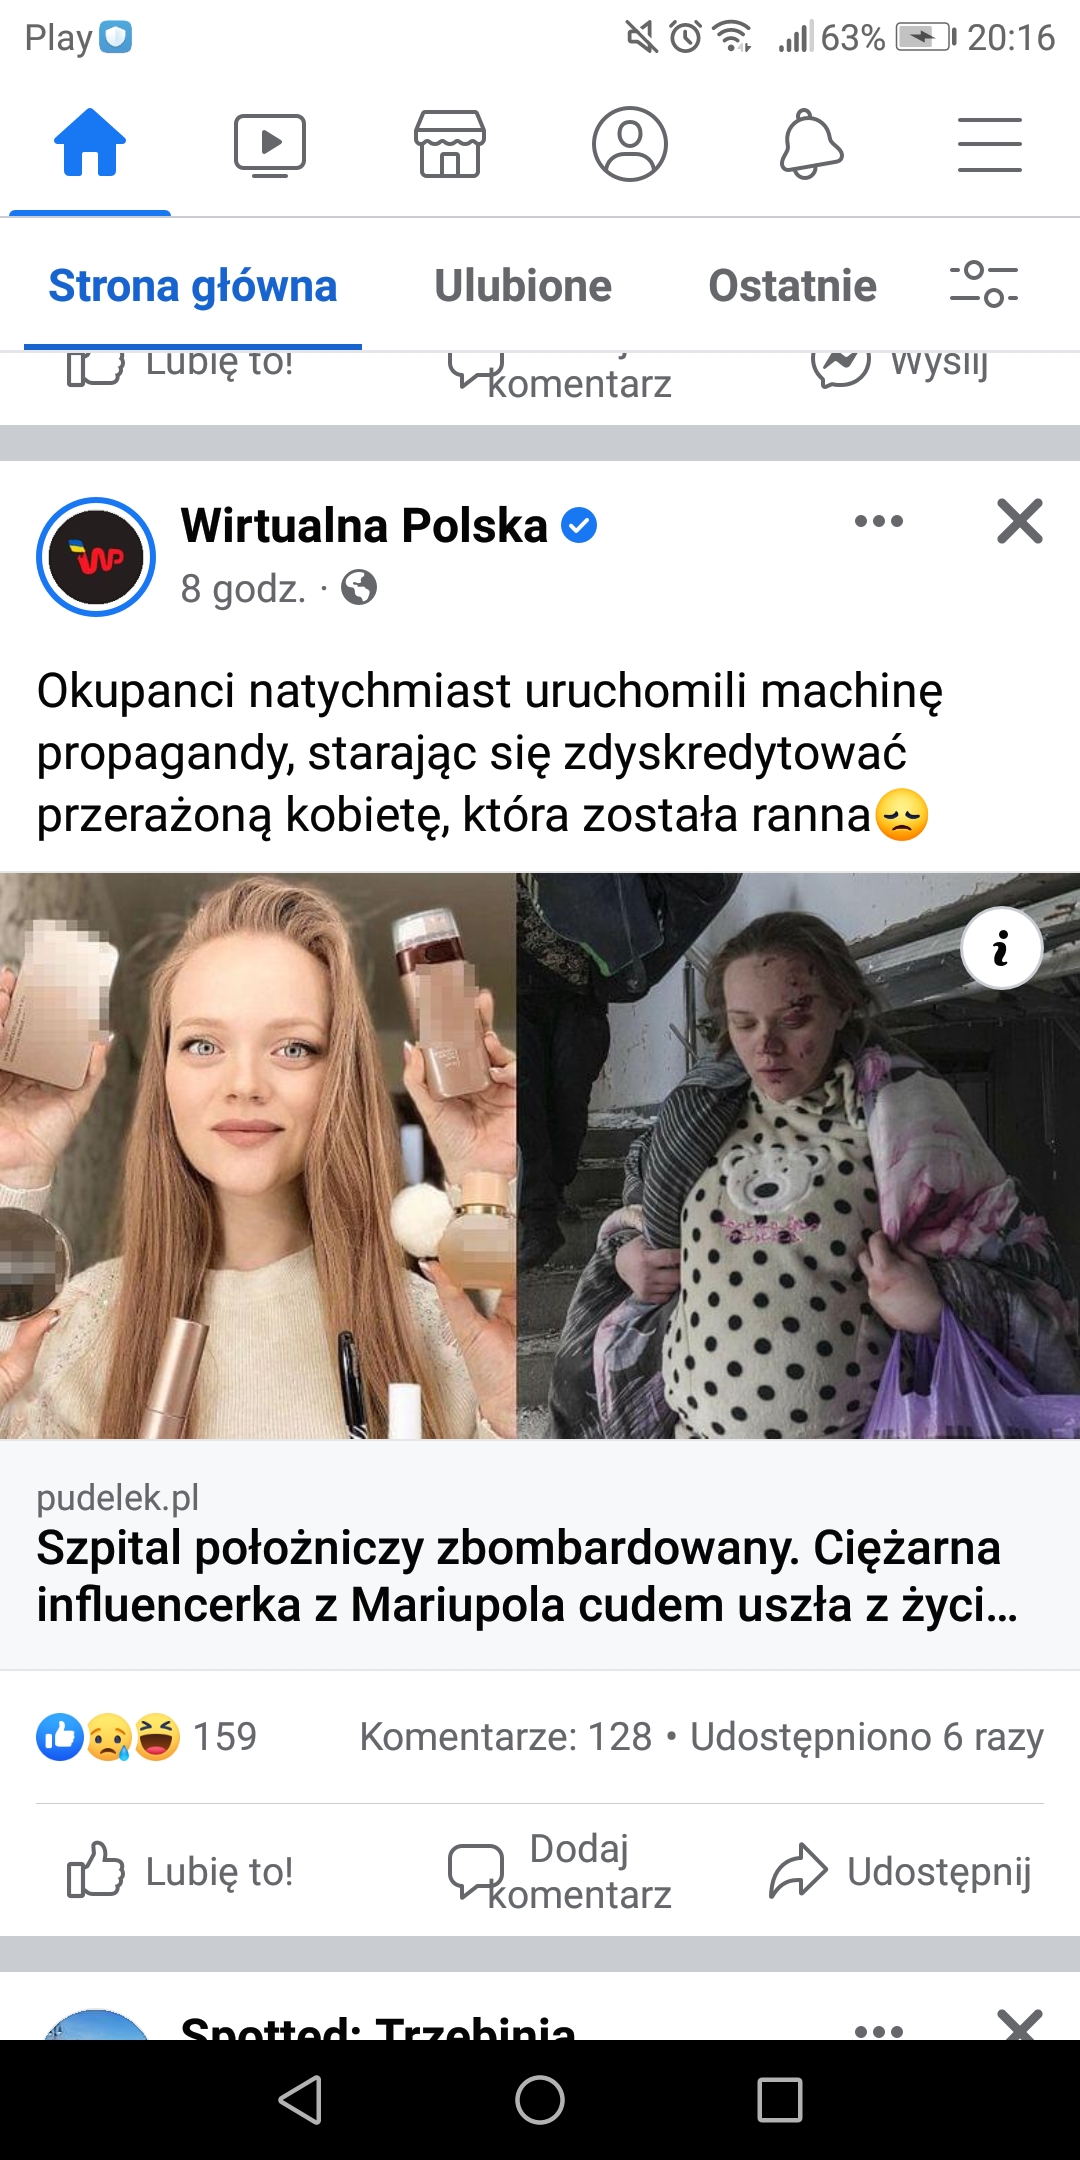 Play
63%
20:16
Strona główna
Ulubione
Ostatnie
Lubię to!
komentarz
Wyślij
Wirtualna Polska
WP
8 godz. ·
Okupanci natychmiast uruchomili machinę
propagandy, starając się zdyskredytować
przerażoną kobietę, która została ranna
i
pudelek.pl
Szpital położniczy zbombardowany. Ciężarna
influencerka z Mariupola cudem uszła z życi...
159
Komentarze: 128 • Udostępniono 6 razy
Lubię to!
Dodaj
komentarz
Udostępnij
Spotted: Trzebinia